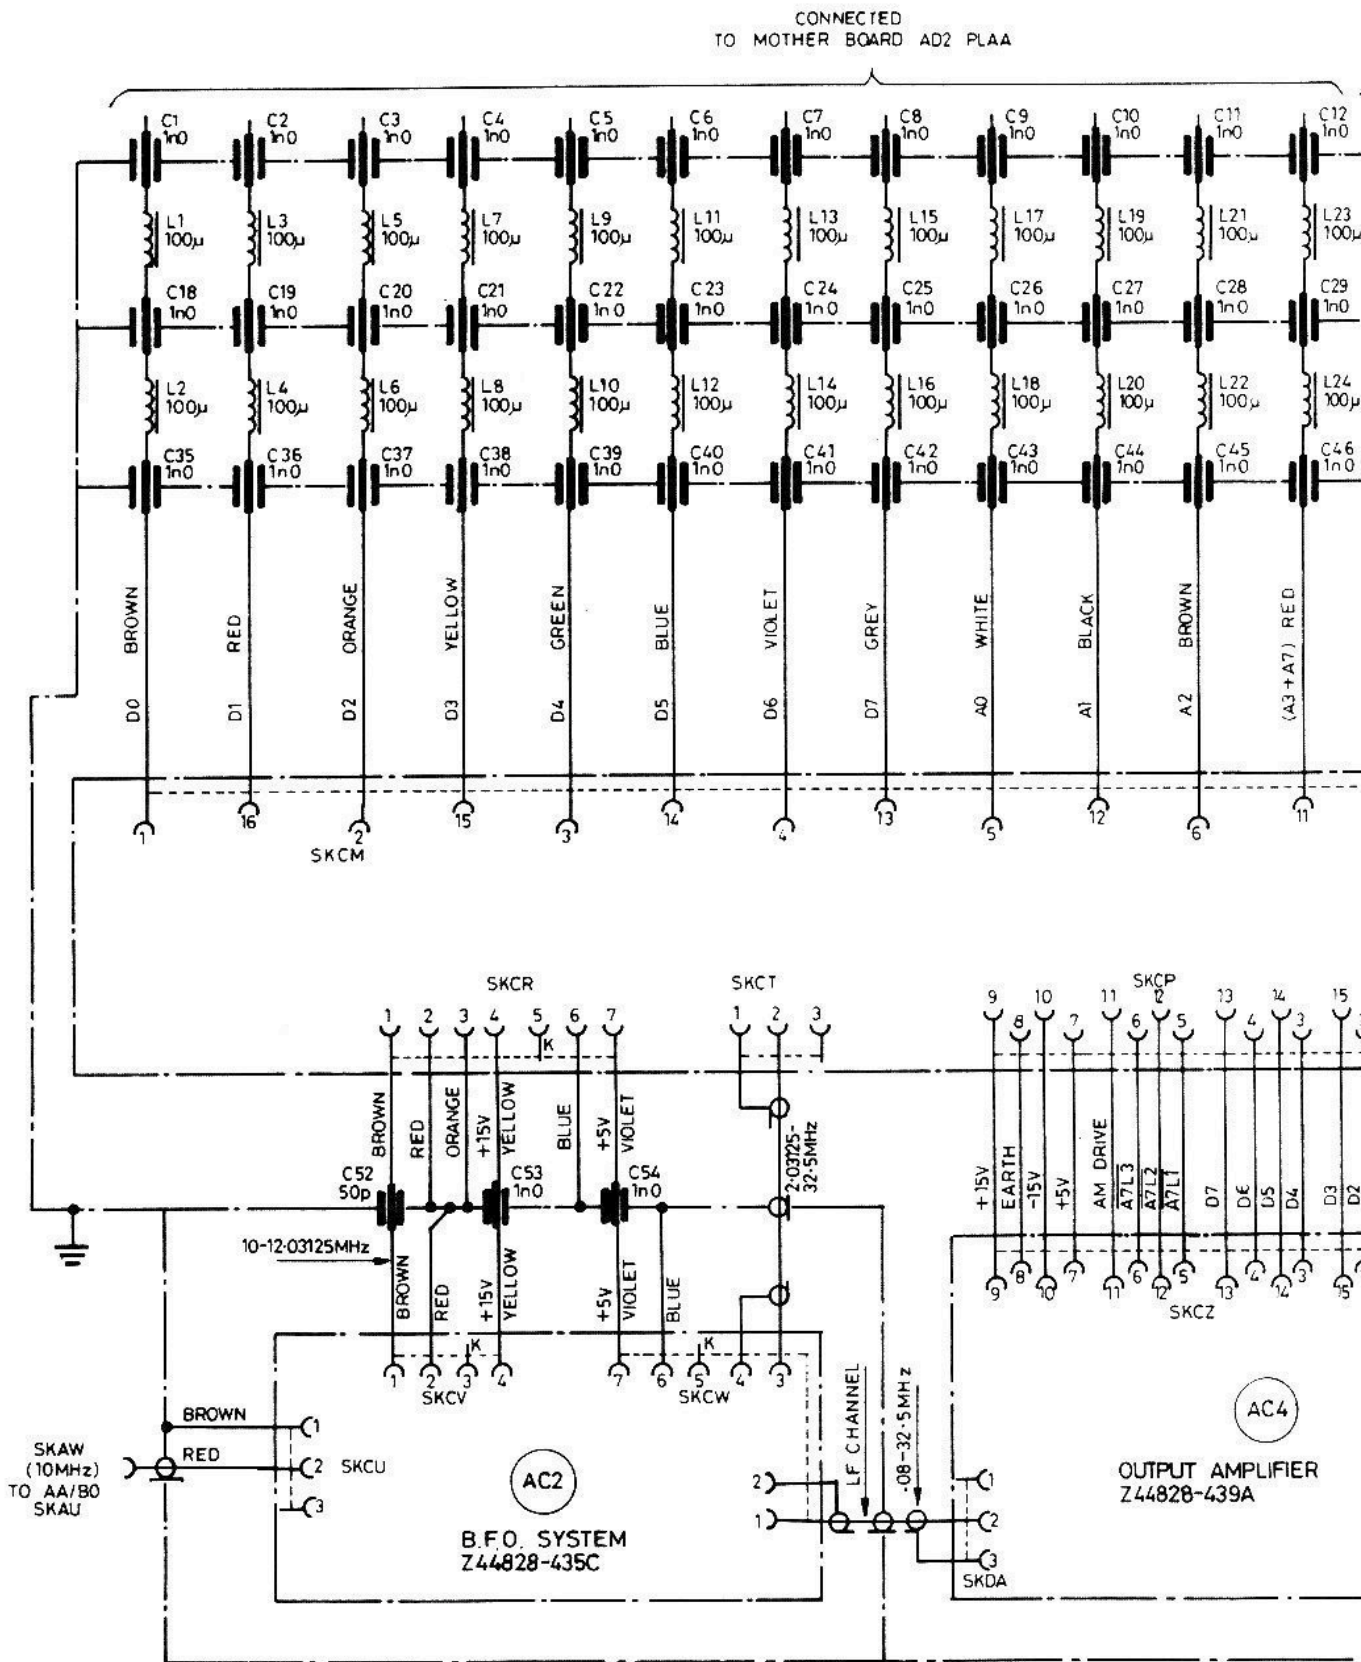 CONNECTED
TO MOTHER BOARD AD2 PLAA
C1 C2 C3 C4 C5 C6 C7 C8 C9 C10 C11 C12
1n0 1n0 1n0 1n0 1n0 1n0 1n0 1n0 1n0 1n0 1n0 1n0
L1 L3 L5 L7 L9 L11 L13 L15 L17 L19 L21 L23
100µ 100µ 100µ 100µ 100µ 100µ 100µ 100µ 100µ 100µ 100µ 100µ
C18 C19 C20 C21 C22 C23 C24 C25 C26 C27 C28 C29
1n0 1n0 1n0 1n0 1n0 1n0 1n0 1n0 1n0 1n0 1n0 1n0
L2 L4 L6 L8 L10 L12 L14 L16 L18 L20 L22 L24
100µ 100µ 100µ 100µ 100µ 100µ 100µ 100µ 100µ 100µ 100µ 100µ
C35 C36 C37 C38 C39 C40 C41 C42 C43 C44 C45 C46
1n0 1n0 1n0 1n0 1n0 1n0 1n0 1n0 1n0 1n0 1n0 1n0
BROWN RED ORANGE YELLOW GREEN BLUE VIOLET GREY WHITE BLACK BROWN (A3+A7) RED
D0 D1 D2 D3 D4 D5 D6 D7 A0 A1 A2
1 16 2 15 3 14 4 13 5 12 6 11
SKCM
SKCR SKCT SKCP
1 2 3 4 5 6 7
K
1 2 3
9 8 10 7 11 6 12 5 13 4 14 3 15
BROWN RED ORANGE +15V YELLOW BLUE +5V VIOLET
2·03125-
32·5MHz
C52
50p
C53
1n0
C54
1n0
+15V EARTH -15V +5V AM DRIVE A7L3 A7L2 A7L1 D7 D6 D5 D4 D3 D2
10-12·03125MHz
BROWN RED +15V YELLOW +5V VIOLET BLUE
9 8 10 7 11 6 12 5 13 4 14 3 15
SKCZ
K K
1 2 3 4 7 6 5 4 3
SKCV SKCW
BROWN 1
RED 2 SKCU
3
SKAW
(10MHz)
TO AA/B0
SKAU
AC2
B.F.O. SYSTEM
Z44828-435C
2
1
LF CHANNEL
·08-32·5MHz
1
2
3
SKDA
AC4
OUTPUT AMPLIFIER
Z44828-439A